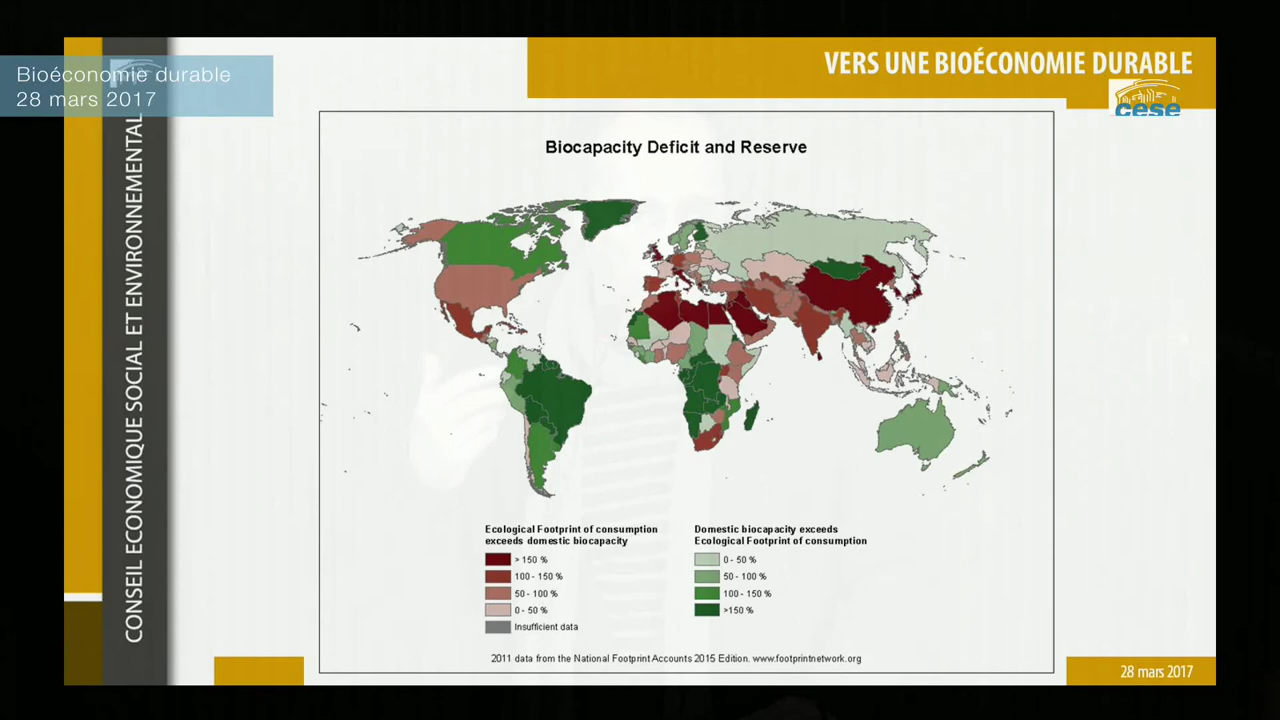 Bioéconomie durable
28 mars 2017
CONSEIL ECONOMIQUE SOCIAL ET ENVIRONNEMENTAL
VERS UNE BIOÉCONOMIE DURABLE
cese
Biocapacity Deficit and Reserve
Ecological Footprint of consumption
exceeds domestic biocapacity
> 150 %
100 - 150 %
50 - 100 %
0 - 50 %
Insufficient data
Domestic biocapacity exceeds
Ecological Footprint of consumption
0 - 50 %
50 - 100 %
100 - 150 %
>150 %
2011 data from the National Footprint Accounts 2015 Edition. www.footprintnetwork.org
28 mars 2017